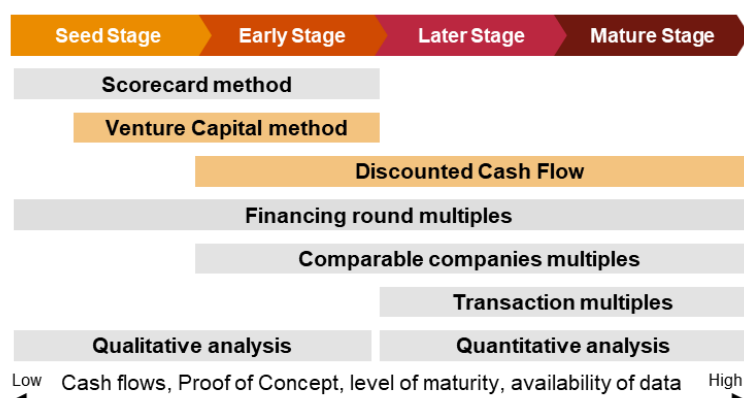 Seed Stage Early Stage Later Stage Mature Stage
Scorecard method
Venture Capital method
Discounted Cash Flow
Financing round multiples
Comparable companies multiples
Transaction multiples
Qualitative analysis Quantitative analysis
Low Cash flows, Proof of Concept, level of maturity, availability of data High